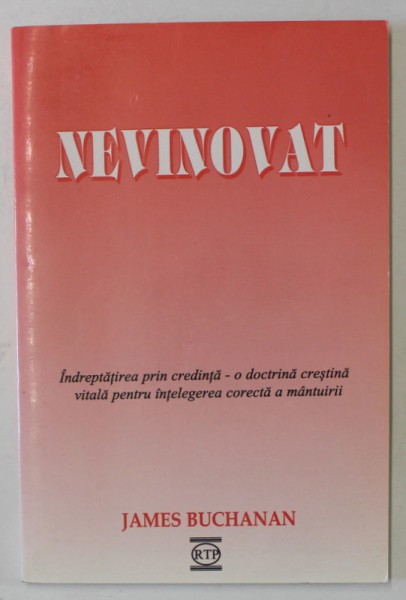 NEVINOVAT
Îndreptățirea prin credință - o doctrină creștină
vitală pentru înțelegerea corectă a mântuirii
JAMES BUCHANAN
RTP